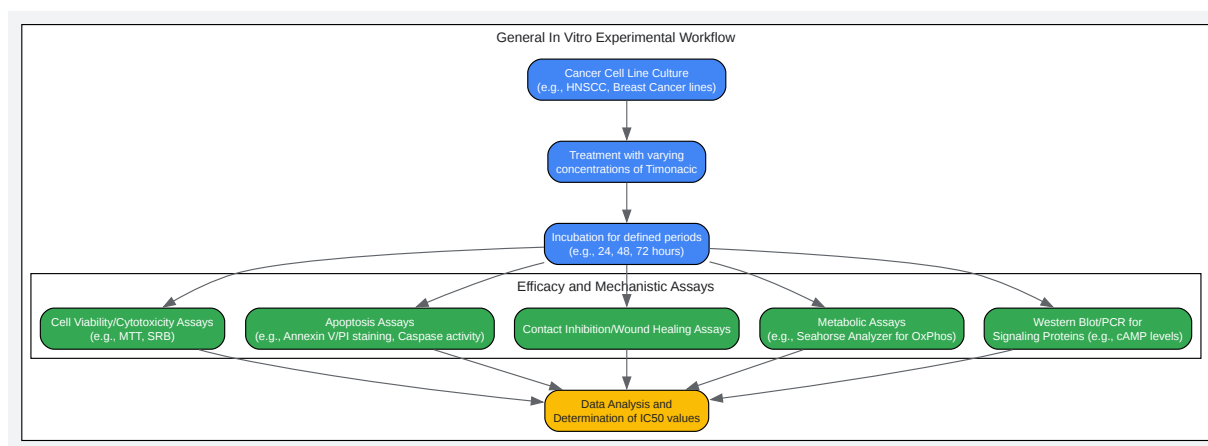 General In Vitro Experimental Workflow
Cancer Cell Line Culture
(e.g., HNSCC, Breast Cancer lines)
Treatment with varying
concentrations of Timonacic
Incubation for defined periods
(e.g., 24, 48, 72 hours)
Efficacy and Mechanistic Assays
Cell Viability/Cytotoxicity Assays
(e.g., MTT, SRB)
Apoptosis Assays
(e.g., Annexin V/PI staining, Caspase activity)
Contact Inhibition/Wound Healing Assays
Metabolic Assays
(e.g., Seahorse Analyzer for OxPhos)
Western Blot/PCR for
Signaling Proteins (e.g., cAMP levels)
Data Analysis and
Determination of IC50 values